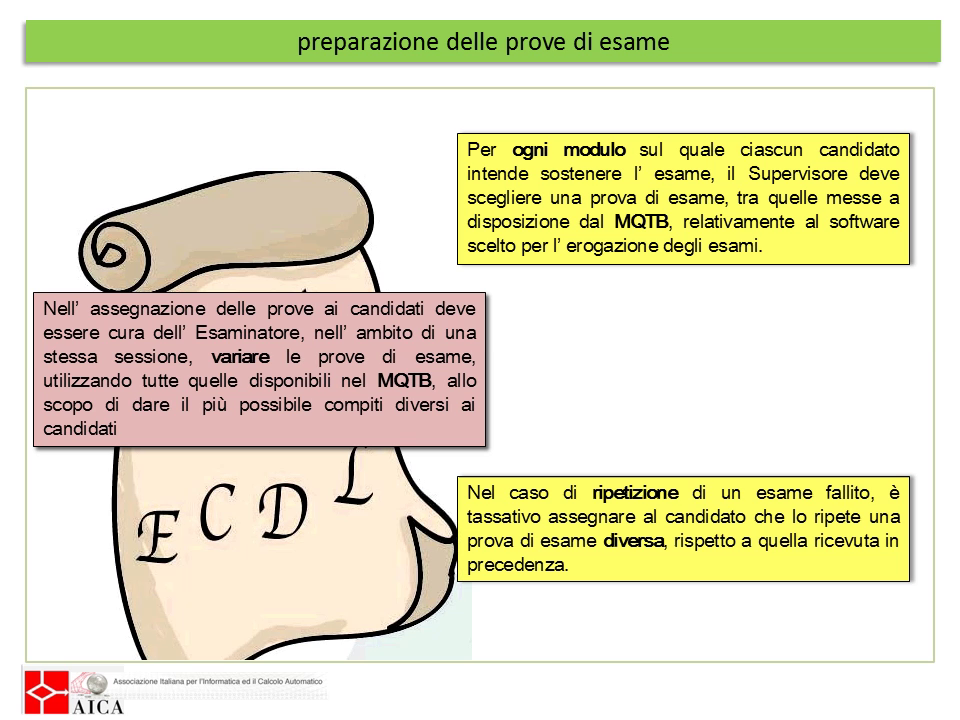 preparazione delle prove di esame
Per ogni modulo sul quale ciascun candidato
intende sostenere l’ esame, il Supervisore deve
scegliere una prova di esame, tra quelle messe a
disposizione dal MQTB, relativamente al software
scelto per l’ erogazione degli esami.
Nell’ assegnazione delle prove ai candidati deve
essere cura dell’ Esaminatore, nell’ ambito di una
stessa sessione, variare le prove di esame,
utilizzando tutte quelle disponibili nel MQTB, allo
scopo di dare il più possibile compiti diversi ai
candidati
E C D L
Nel caso di ripetizione di un esame fallito, è
tassativo assegnare al candidato che lo ripete una
prova di esame diversa, rispetto a quella ricevuta in
precedenza.
Associazione Italiana per l'Informatica ed il Calcolo Automatico
AICA